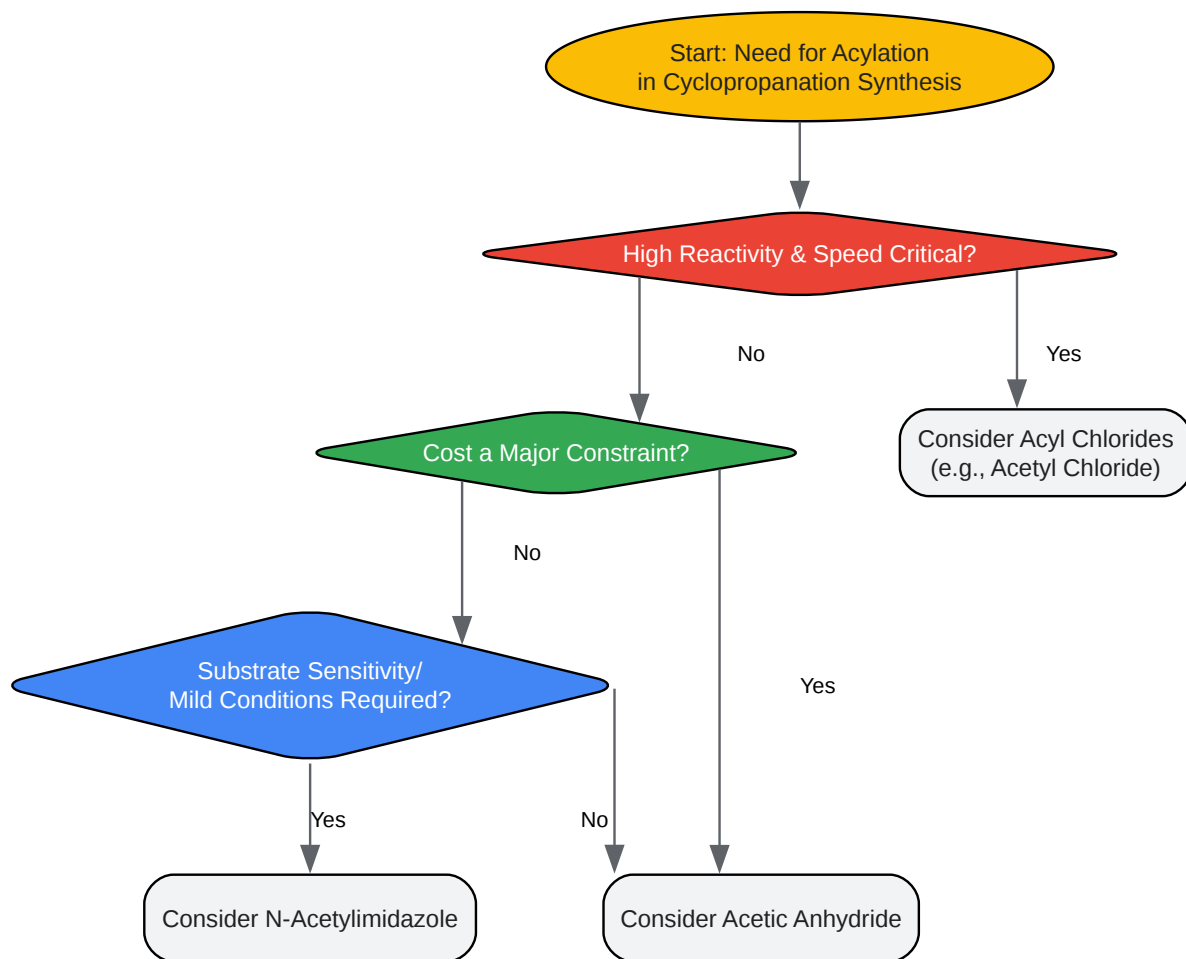 Start: Need for Acylation
in Cyclopropanation Synthesis
High Reactivity & Speed Critical?
No
Yes
Consider Acyl Chlorides
(e.g., Acetyl Chloride)
Cost a Major Constraint?
No
Yes
Substrate Sensitivity/
Mild Conditions Required?
Yes
No
Consider N-Acetylimidazole
Consider Acetic Anhydride